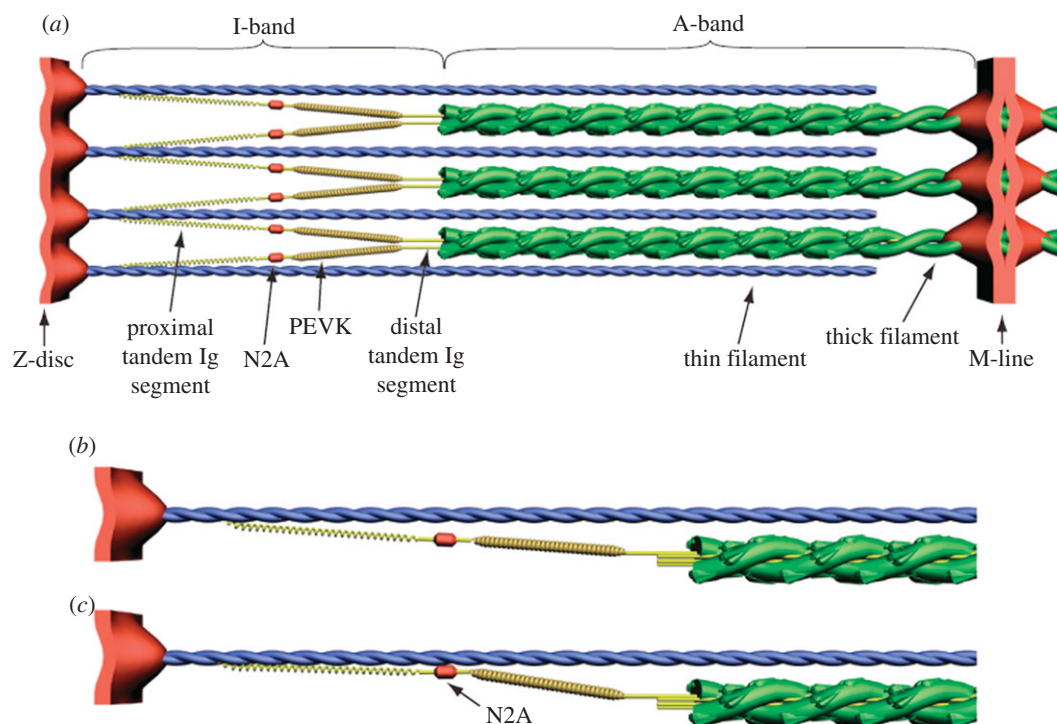 (a)
I-band
A-band
Z-disc
proximal
tandem Ig
segment
N2A
PEVK
distal
tandem Ig
segment
thin filament
thick filament
M-line
(b)
(c)
N2A